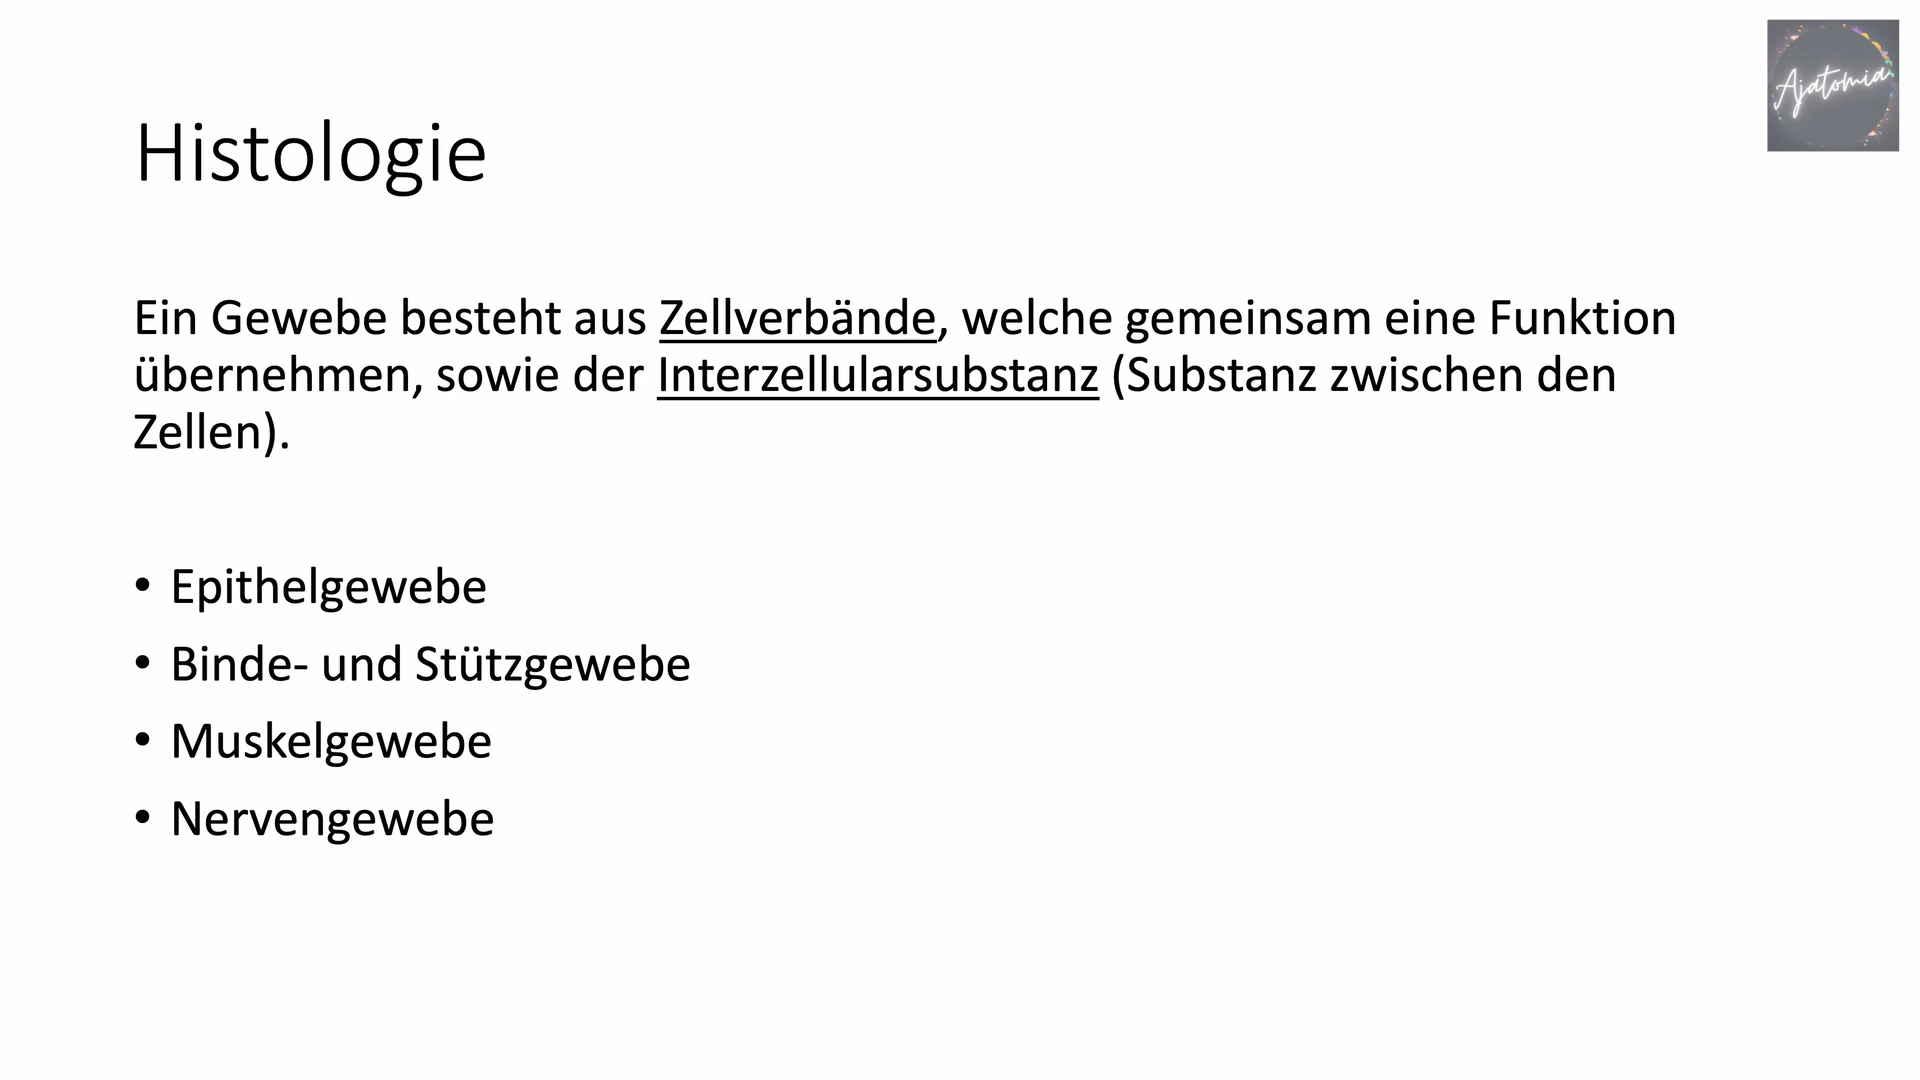 Ajatomia
Histologie
Ein Gewebe besteht aus Zellverbände, welche gemeinsam eine Funktion
übernehmen, sowie der Interzellularsubstanz (Substanz zwischen den
Zellen).
• Epithelgewebe
• Binde- und Stützgewebe
• Muskelgewebe
• Nervengewebe